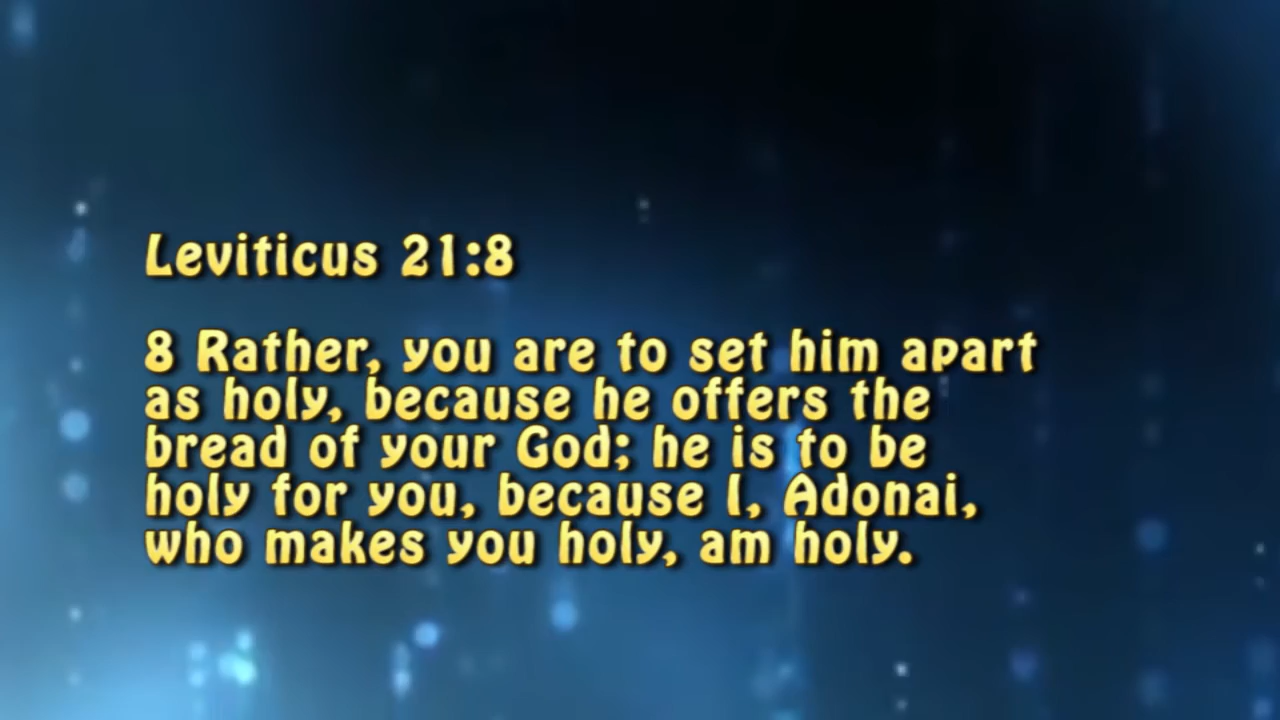 Leviticus 21:8
8 Rather, you are to set him apart
as holy, because he offers the
bread of your God; he is to be
holy for you, because I, Adonai,
who makes you holy, am holy.